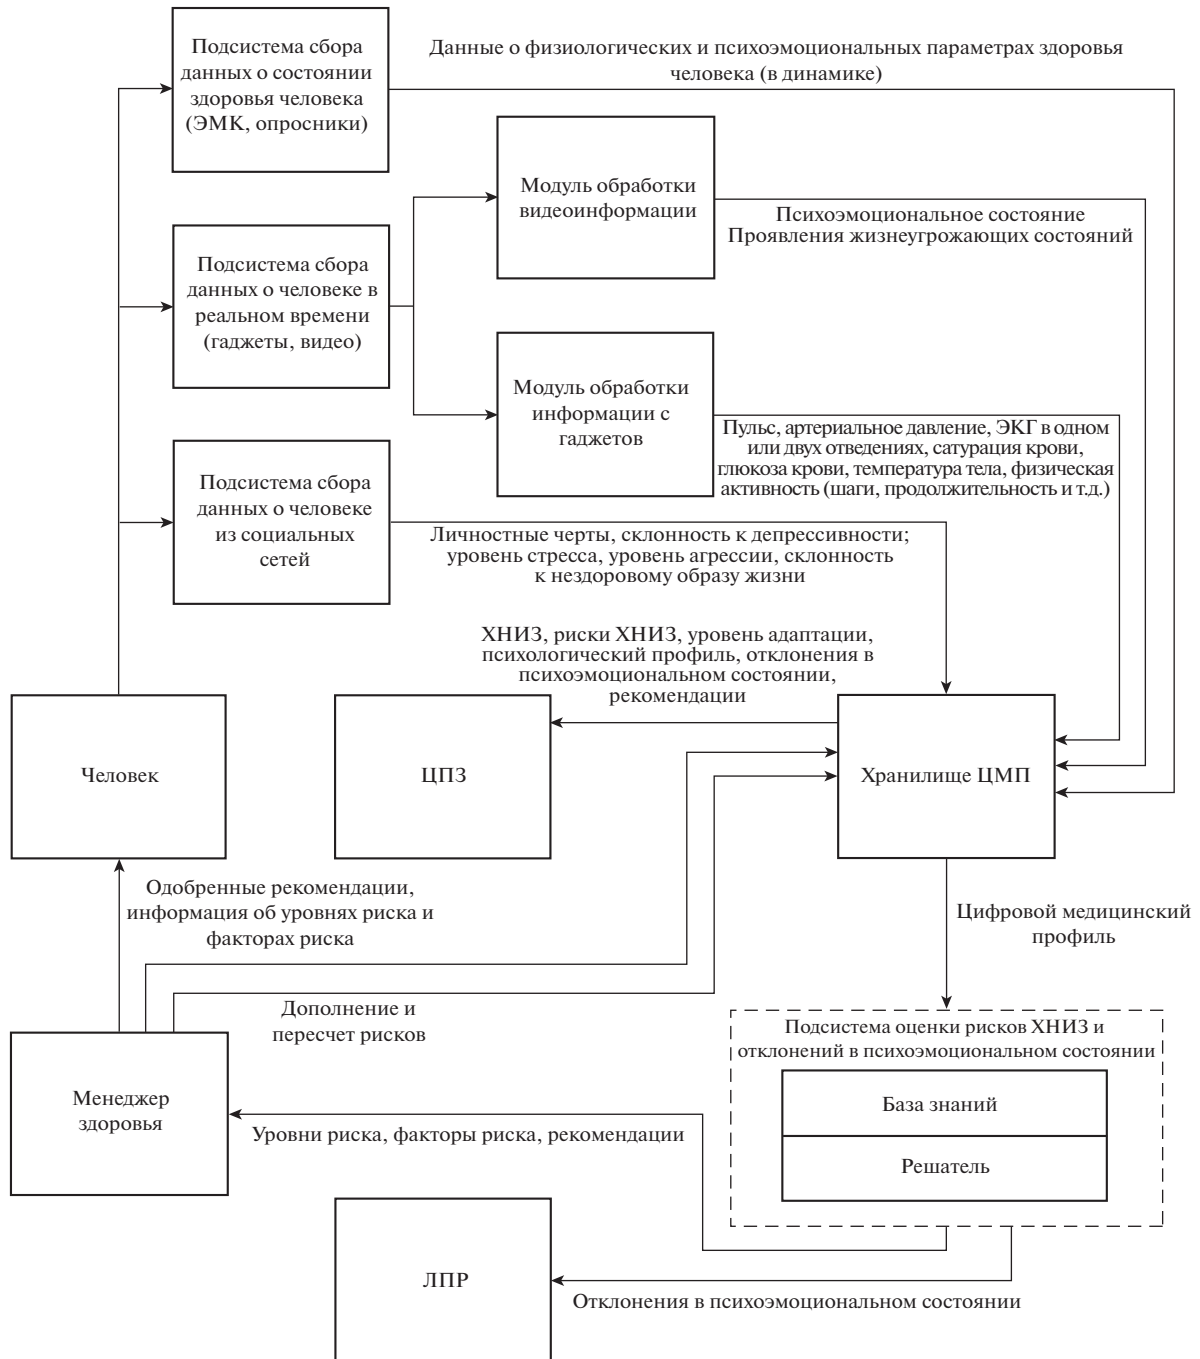 Подсистема сбора
данных о состоянии
здоровья человека
(ЭМК, опросники)
Данные о физиологических и психоэмоциональных параметрах здоровья
человека (в динамике)
Модуль обработки
видеоинформации
Психоэмоциональное состояние
Проявления жизнеугрожающих состояний
Подсистема сбора
данных о человеке в
реальном времени
(гаджеты, видео)
Модуль обработки
информации с
гаджетов
Пульс, артериальное давление, ЭКГ в одном
или двух отведениях, сатурация крови,
глюкоза крови, температура тела, физическая
активность (шаги, продолжительность и т.д.)
Подсистема сбора
данных о человеке
из социальных
сетей
Личностные черты, склонность к депрессивности;
уровень стресса, уровень агрессии, склонность
к нездоровому образу жизни
ХНИЗ, риски ХНИЗ, уровень адаптации,
психологический профиль, отклонения в
психоэмоциональном состоянии,
рекомендации
Человек
ЦПЗ
Хранилище ЦМП
Одобренные рекомендации,
информация об уровнях риска и
факторах риска
Цифровой медицинский
профиль
Дополнение и
пересчет рисков
Подсистема оценки рисков ХНИЗ и
отклонений в психоэмоциональном состоянии
База знаний
Решатель
Менеджер
здоровья
Уровни риска, факторы риска, рекомендации
ЛПР
Отклонения в психоэмоциональном состоянии